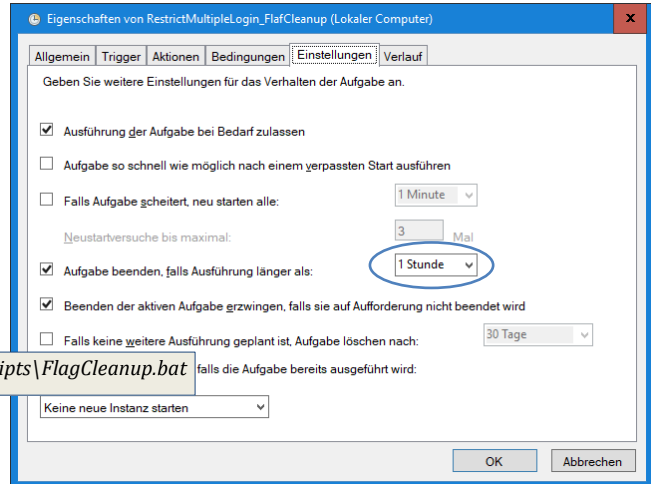 Eigenschaften von RestrictMultipleLogin_FlafCleanup (Lokaler Computer) x
Allgemein Trigger Aktionen Bedingungen Einstellungen Verlauf
Geben Sie weitere Einstellungen für das Verhalten der Aufgabe an.
Ausführung der Aufgabe bei Bedarf zulassen
Aufgabe so schnell wie möglich nach einem verpassten Start ausführen
Falls Aufgabe scheitert, neu starten alle: 1 Minute
Neustartversuche bis maximal: 3 Mal
Aufgabe beenden, falls Ausführung länger als: 1 Stunde
Beenden der aktiven Aufgabe erzwingen, falls sie auf Aufforderung nicht beendet wird
Falls keine weitere Ausführung geplant ist, Aufgabe löschen nach: 30 Tage
ipts\FlagCleanup.bat falls die Aufgabe bereits ausgeführt wird:
Keine neue Instanz starten
OK Abbrechen